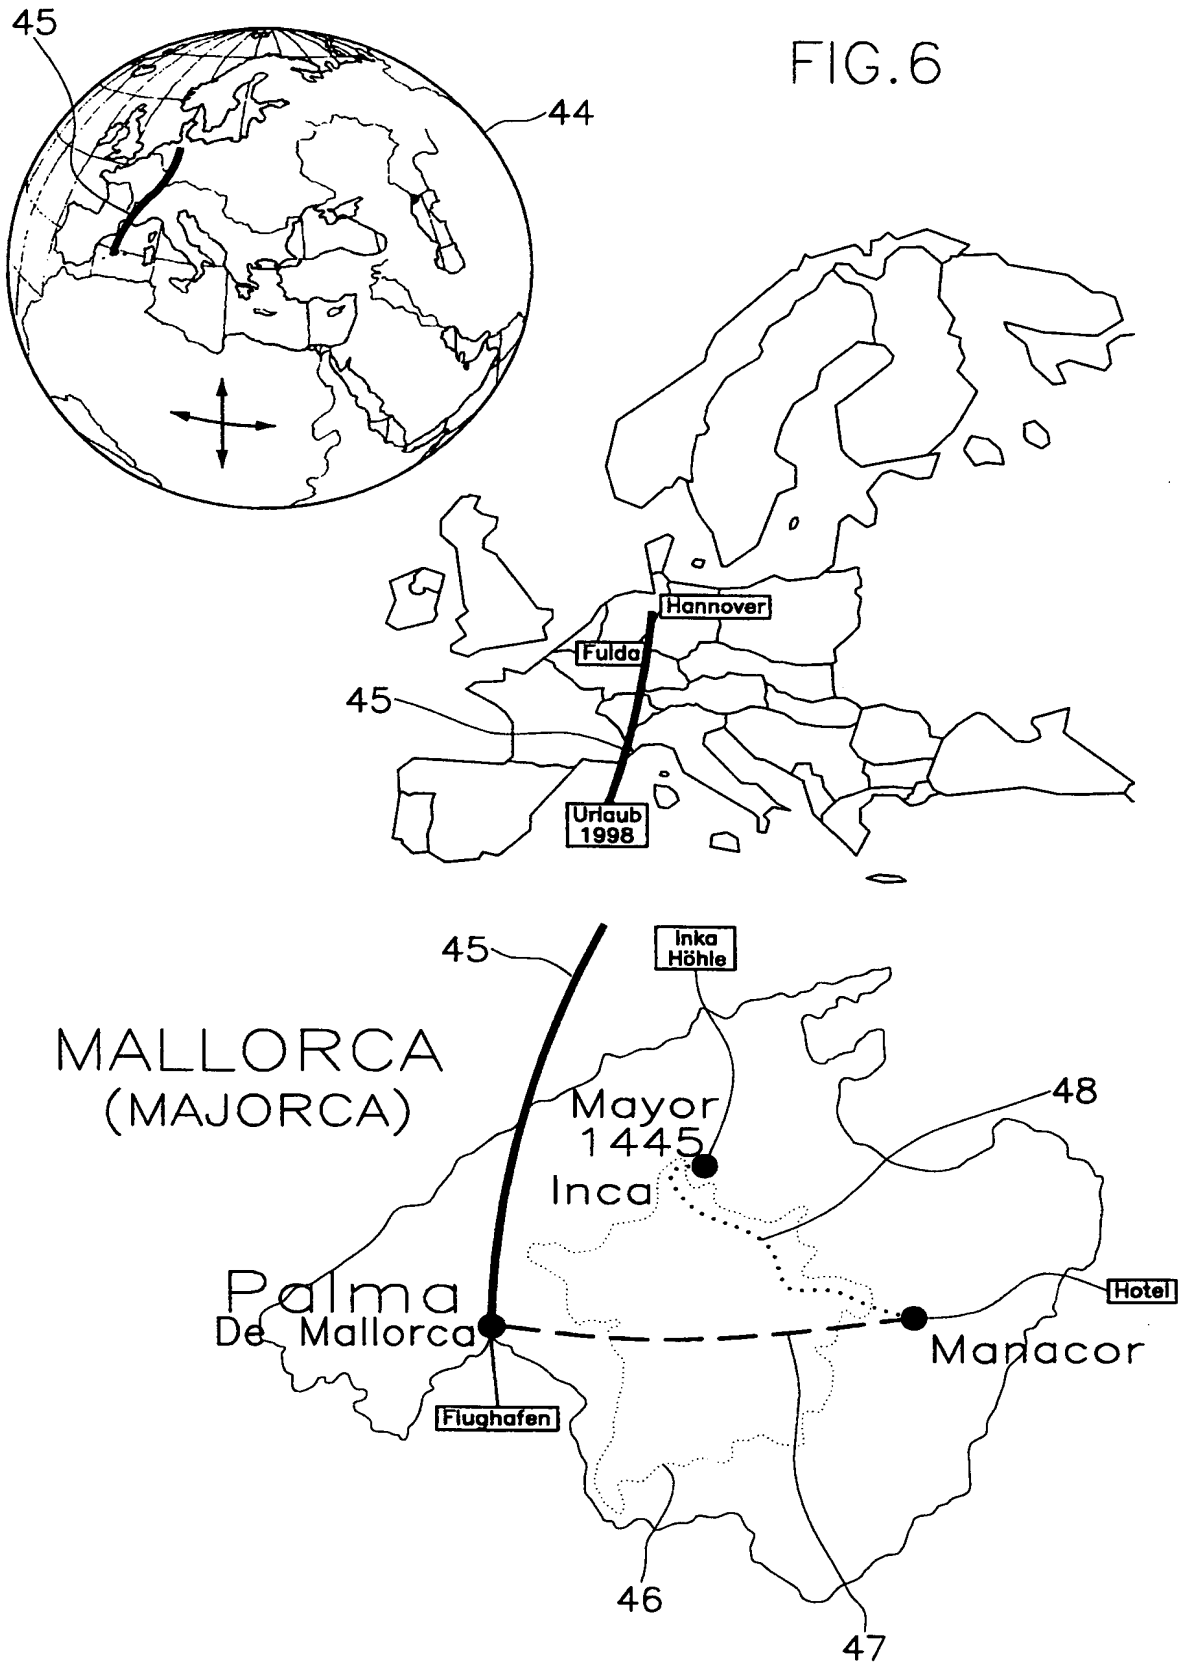 45
FIG.6
44
Hannover
Fulda
45
Urlaub
1998
45
Inka
Höhle
MALLORCA
(MAJORCA)
Mayor
1445
48
Inca
Palma
De Mallorca
Hotel
Manacor
Flughafen
46
47